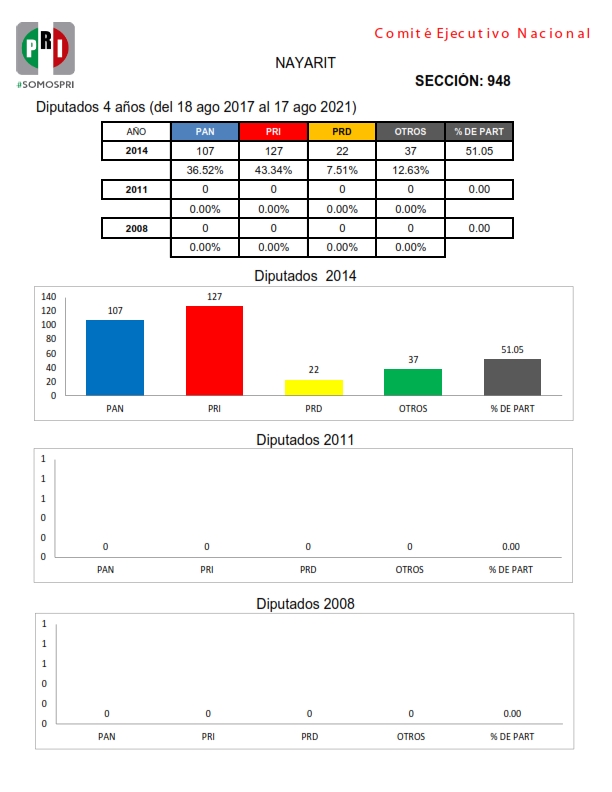 PRI
#SOMOSPRI
Comité Ejecutivo Nacional
NAYARIT
SECCIÓN: 948
Diputados 4 años (del 18 ago 2017 al 17 ago 2021)
AÑO PAN PRI PRD OTROS % DE PART
2014 107 127 22 37 51.05
36.52% 43.34% 7.51% 12.63%
2011 0 0 0 0 0.00
0.00% 0.00% 0.00% 0.00%
2008 0 0 0 0 0.00
0.00% 0.00% 0.00% 0.00%
Diputados 2014
140
120
100
80
60
40
20
0
107 127 22 37 51.05
PAN PRI PRD OTROS % DE PART
Diputados 2011
1
1
1
0
0
0
0 0 0 0 0.00
PAN PRI PRD OTROS % DE PART
Diputados 2008
1
1
1
0
0
0
0 0 0 0 0.00
PAN PRI PRD OTROS % DE PART